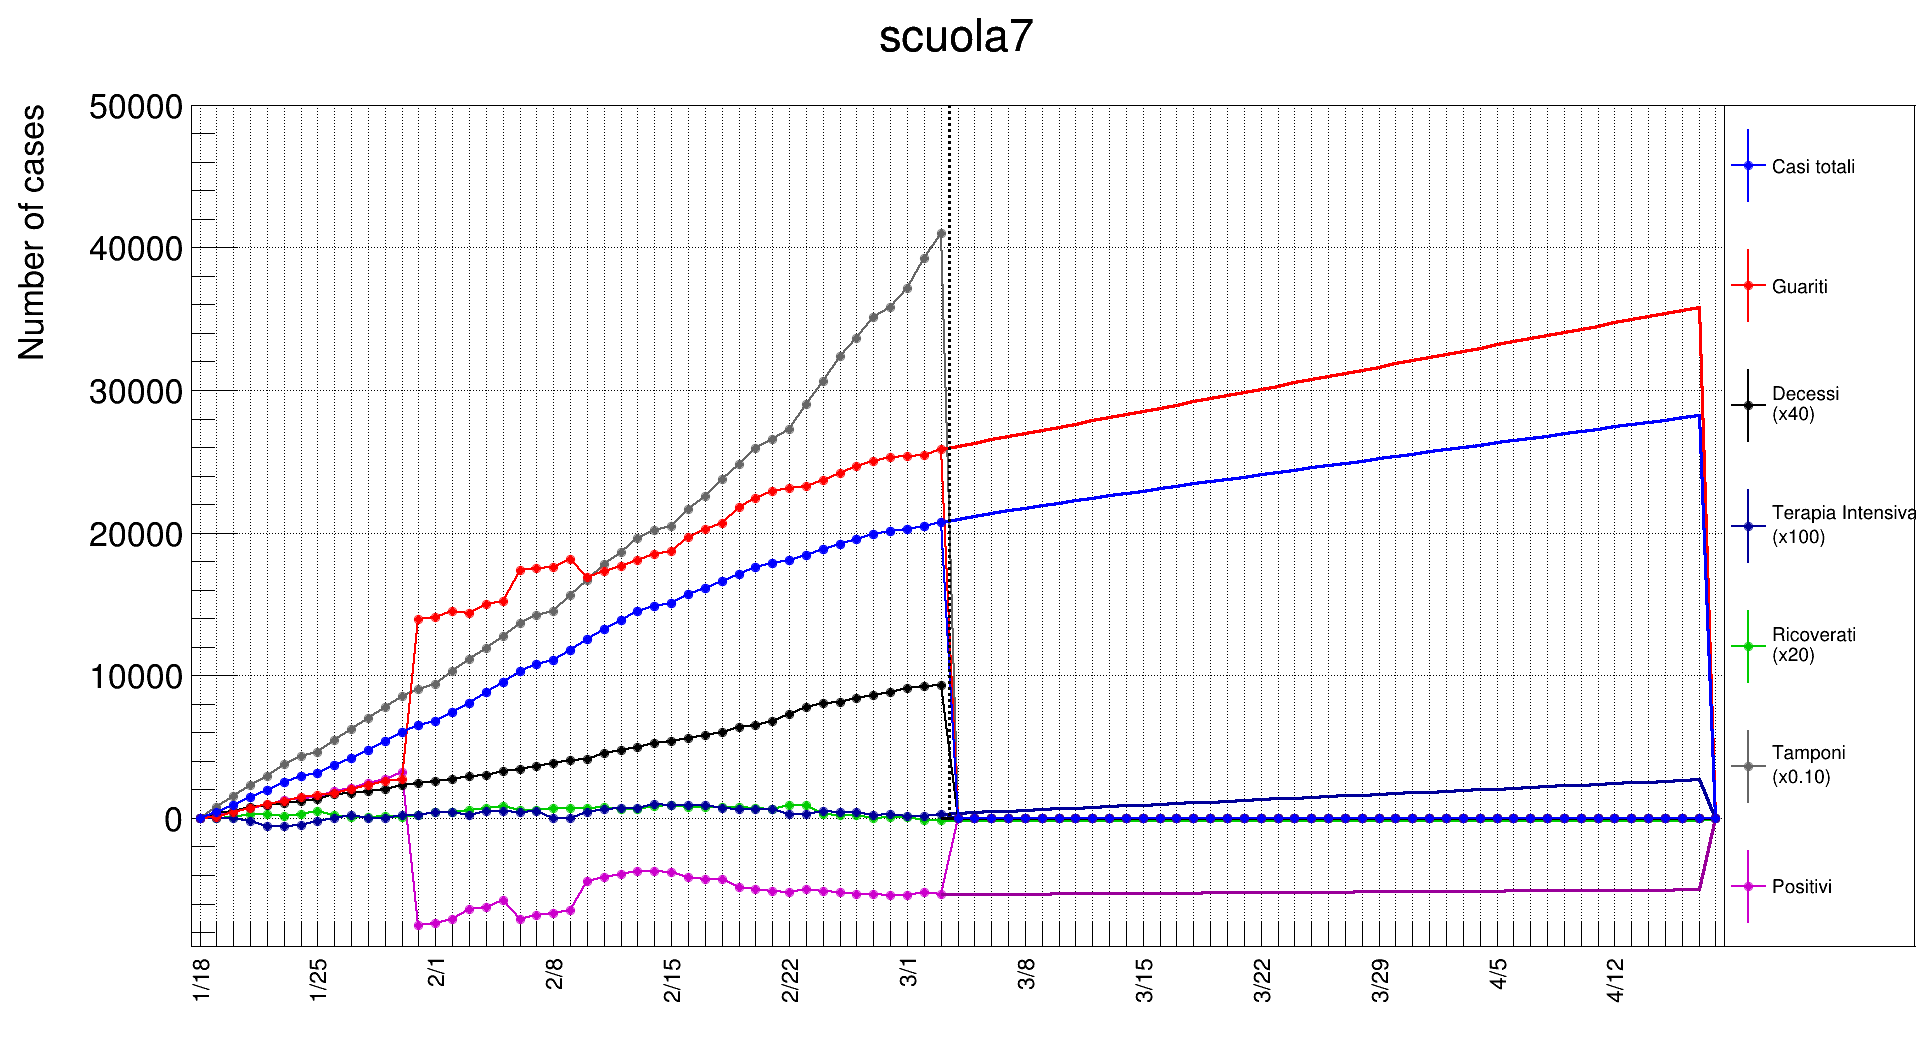 scuola7
Number of cases
50000
40000
30000
20000
10000
0
1/18
1/25
2/1
2/8
2/15
2/22
3/1
3/8
3/15
3/22
3/29
4/5
4/12
Casi totali
Guariti
Decessi
(x40)
Terapia Intensiva
(x100)
Ricoverati
(x20)
Tamponi
(x0.10)
Positivi